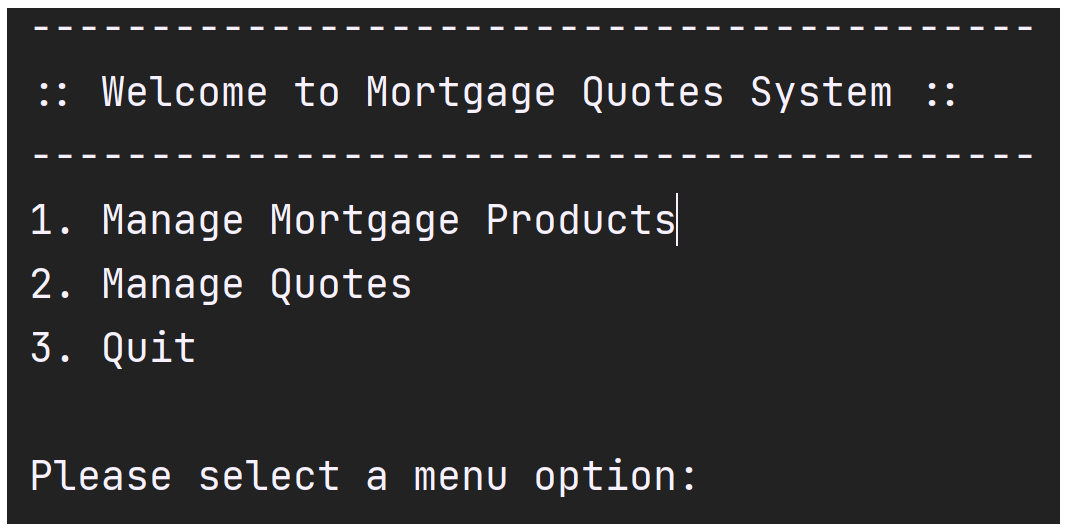 ------------------------------------------
:: Welcome to Mortgage Quotes System ::
------------------------------------------
1. Manage Mortgage Products
2. Manage Quotes
3. Quit
Please select a menu option: